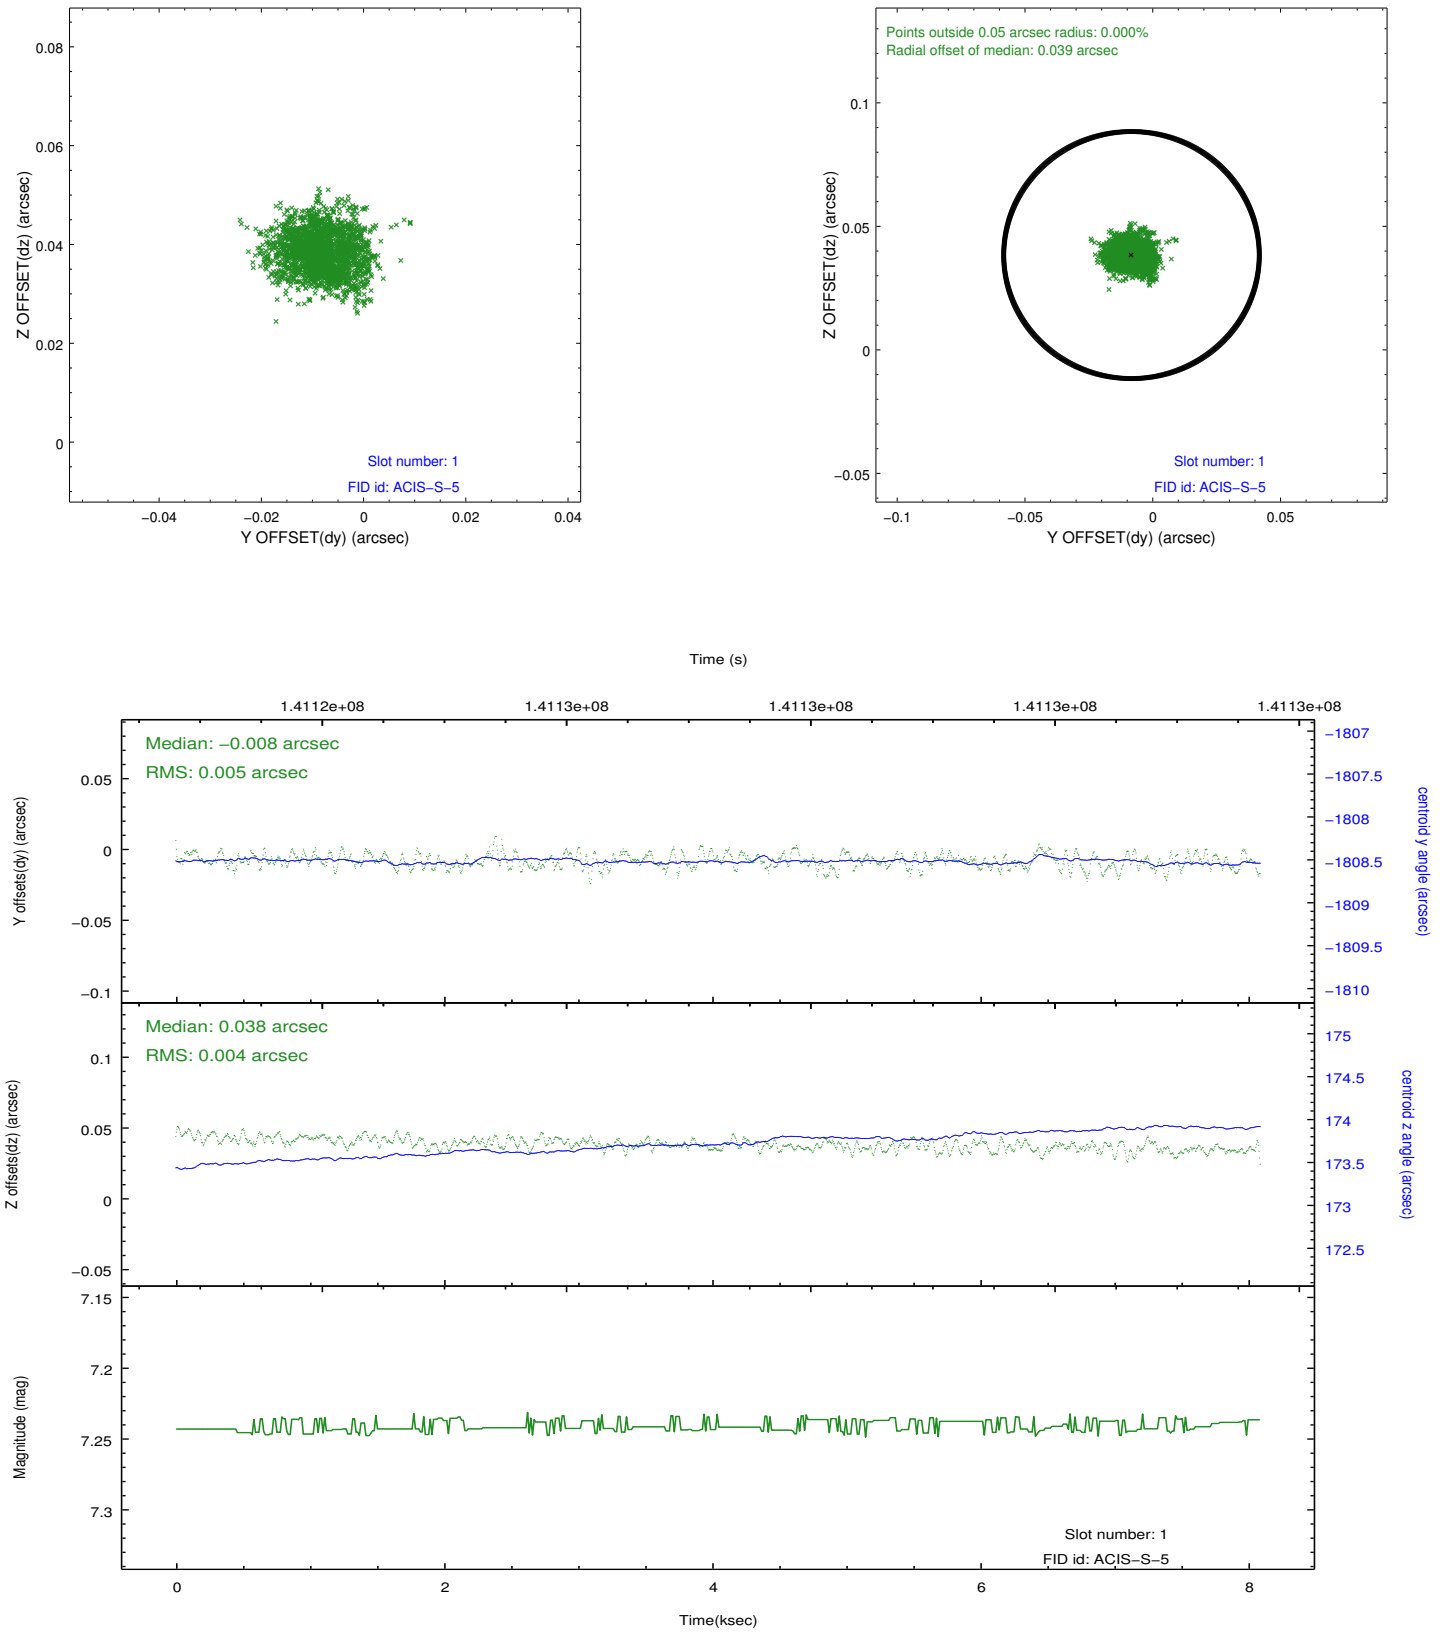 0.08
0.06
0.04
0.02
0
Z OFFSET(dz) (arcsec)
Slot number: 1
FID id: ACIS−S−5
−0.04
−0.02
0
0.02
0.04
Y OFFSET(dy) (arcsec)
Points outside 0.05 arcsec radius: 0.000%
Radial offset of median: 0.039 arcsec
0.1
0.05
0
−0.05
Z OFFSET(dz) (arcsec)
Slot number: 1
FID id: ACIS−S−5
−0.1
−0.05
0
0.05
Y OFFSET(dy) (arcsec)
Time (s)
1.4112e+08
1.4113e+08
1.4113e+08
1.4113e+08
1.4113e+08
Median: −0.008 arcsec
RMS: 0.005 arcsec
0.05
0
−0.05
−0.1
Y offsets(dy) (arcsec)
−1807
−1807.5
−1808
−1808.5
−1809
−1809.5
−1810
centroid y angle (arcsec)
Median: 0.038 arcsec
RMS: 0.004 arcsec
0.1
0.05
0
−0.05
Z offsets(dz) (arcsec)
175
174.5
174
173.5
173
172.5
centroid z angle (arcsec)
7.15
7.2
7.25
7.3
Magnitude (mag)
Slot number: 1
FID id: ACIS−S−5
0
2
4
6
8
Time(ksec)